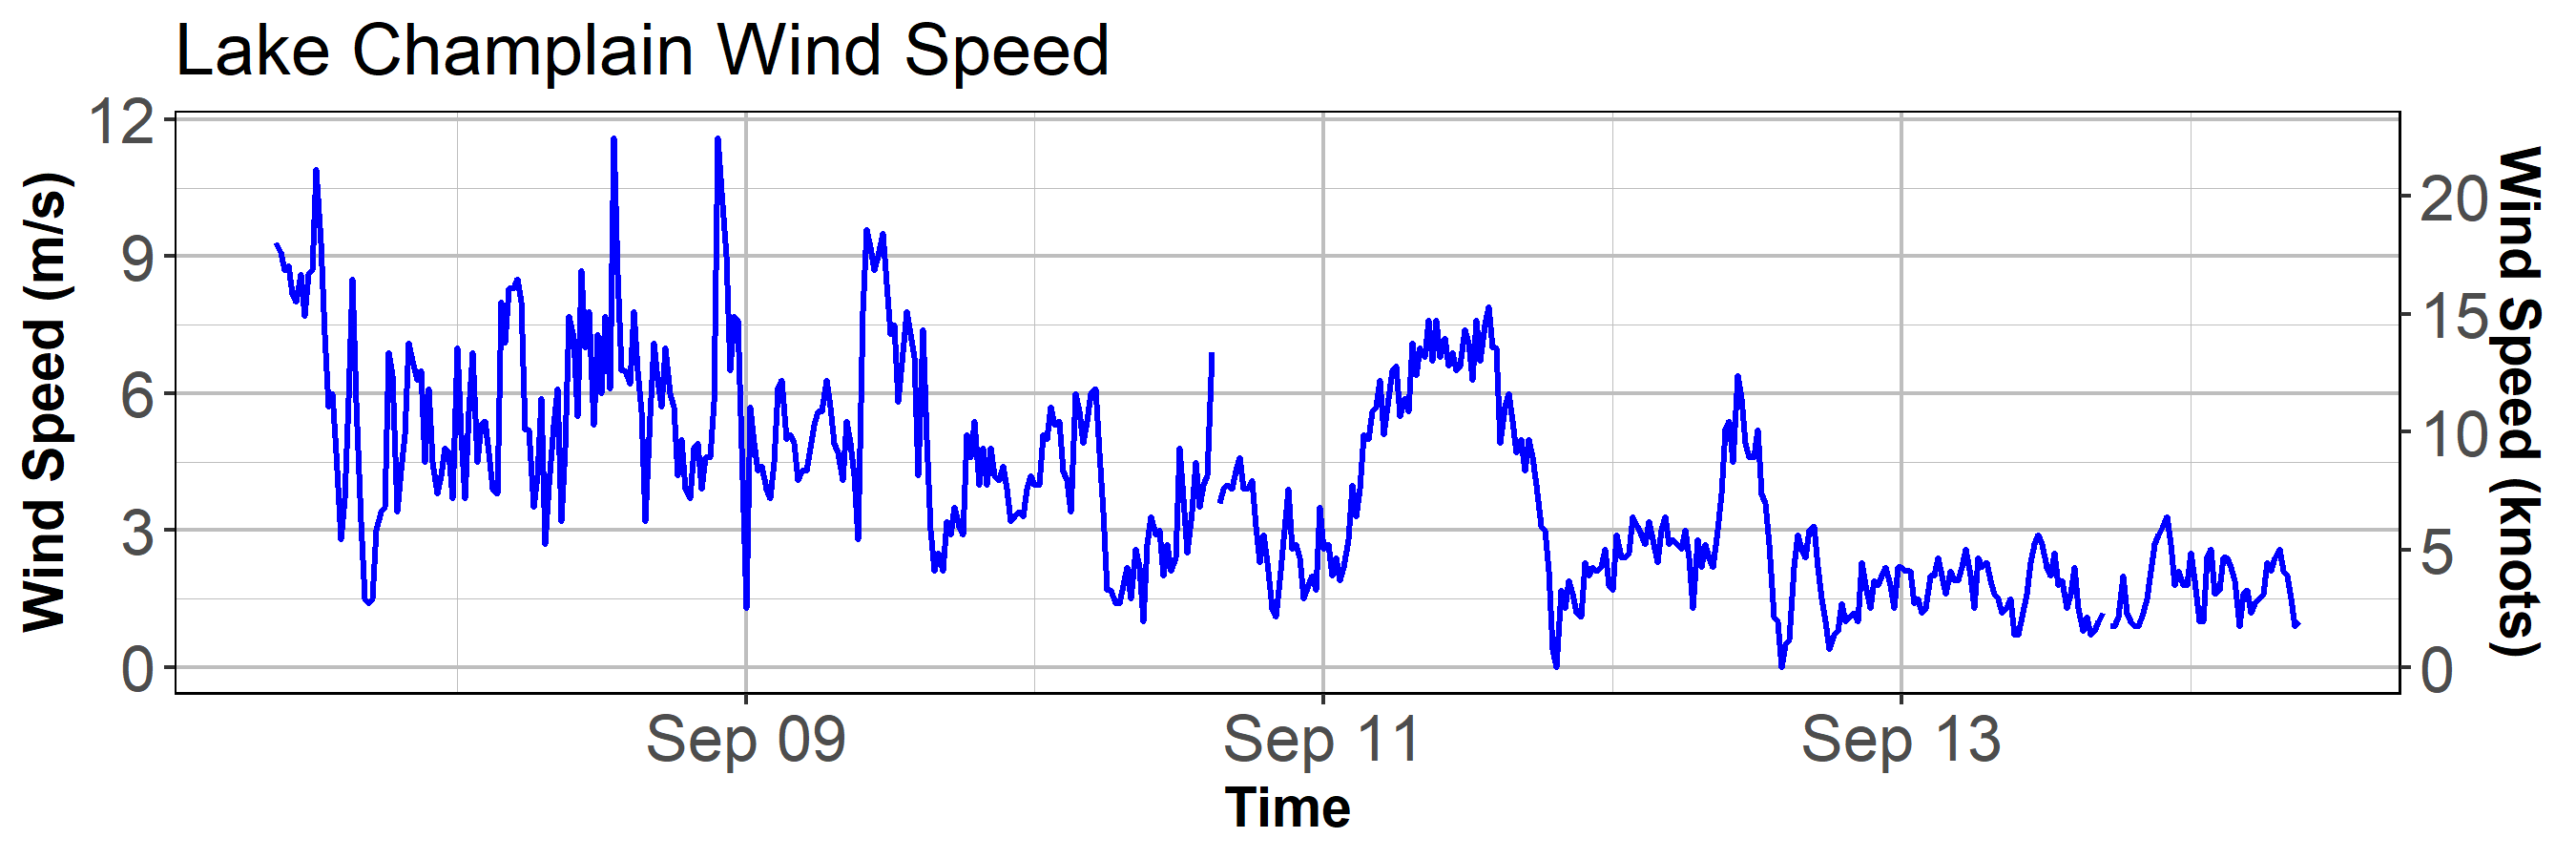 Lake Champlain Wind Speed
Wind Speed (m/s)
12
9
6
3
0
20
15
10
5
0
Wind Speed (knots)
Sep 09
Sep 11
Sep 13
Time